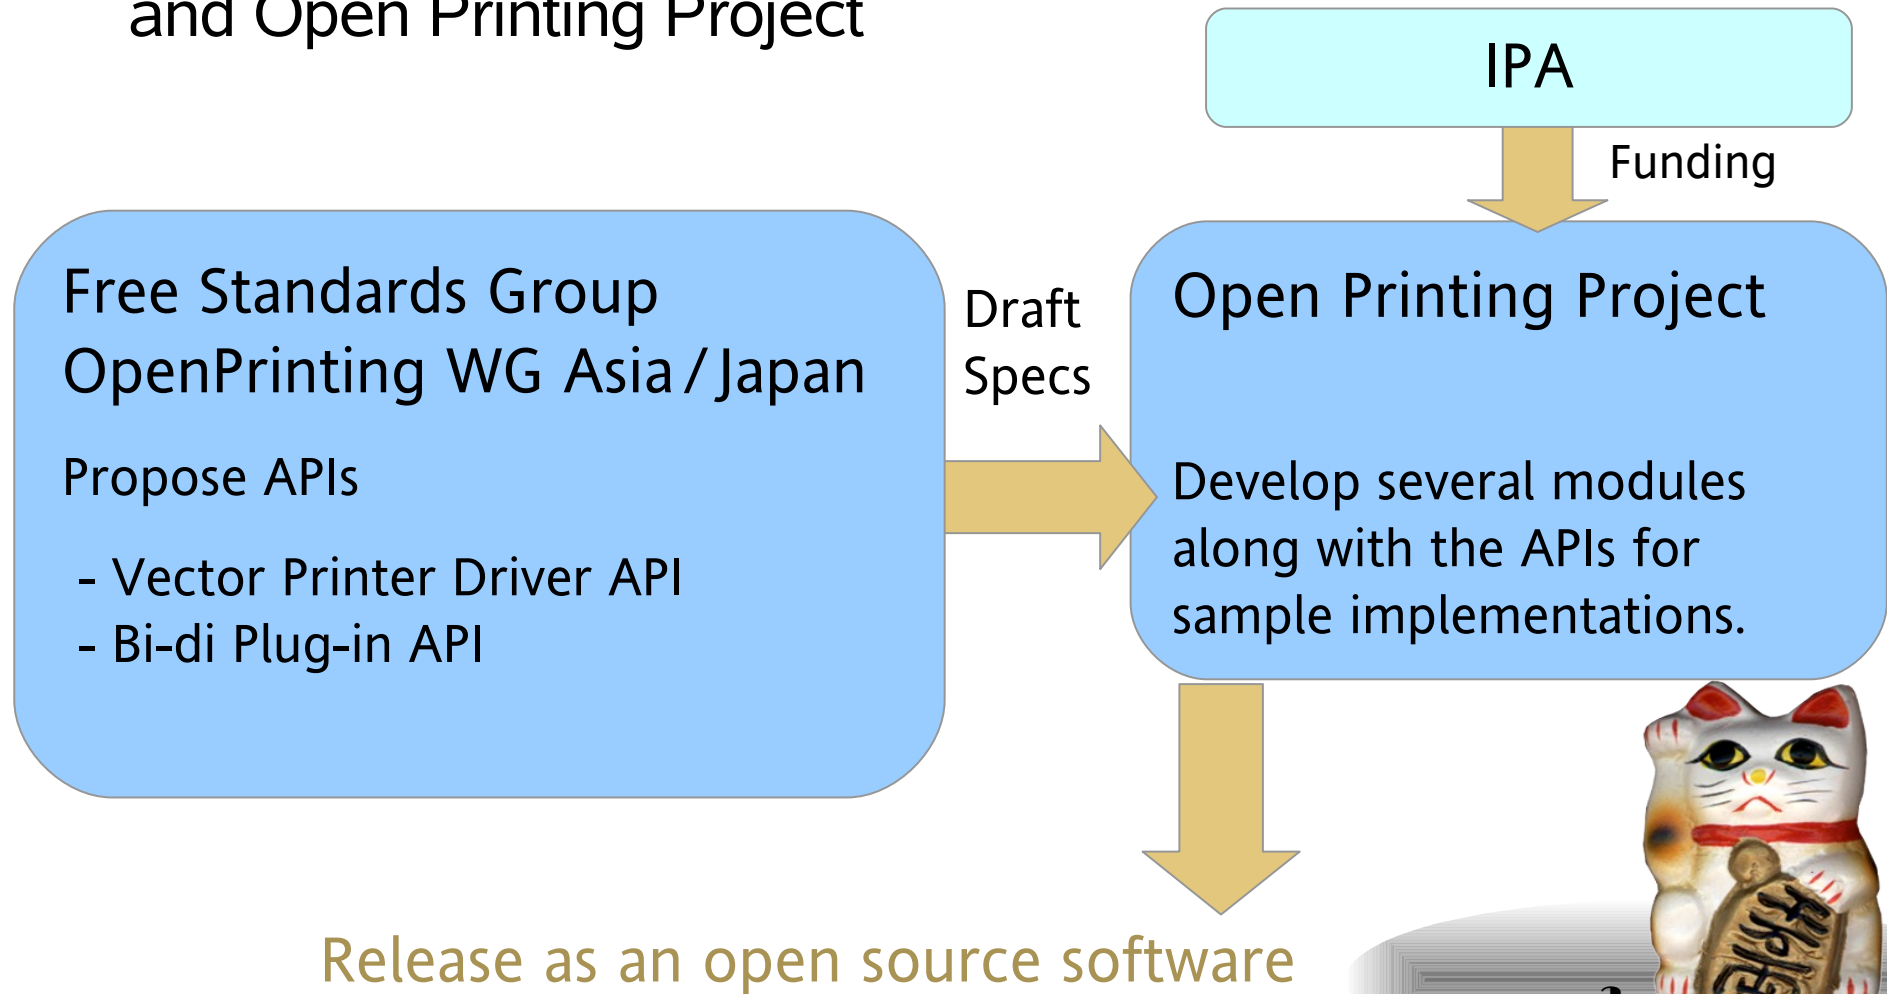 and Open Printing Project
IPA
Funding
Free Standards Group
OpenPrinting WG Asia/Japan
Propose APIs
- Vector Printer Driver API
- Bi-di Plug-in API
Draft
Specs
Open Printing Project
Develop several modules
along with the APIs for
sample implementations.
Release as an open source software